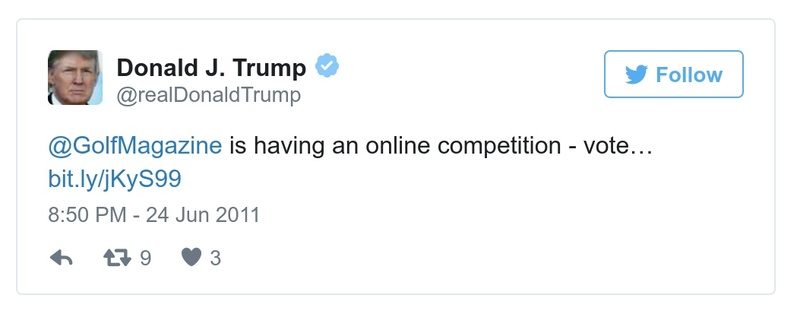 Donald J. Trump
@realDonaldTrump
Follow
@GolfMagazine is having an online competition - vote…
bit.ly/jKyS99
8:50 PM - 24 Jun 2011
9 3